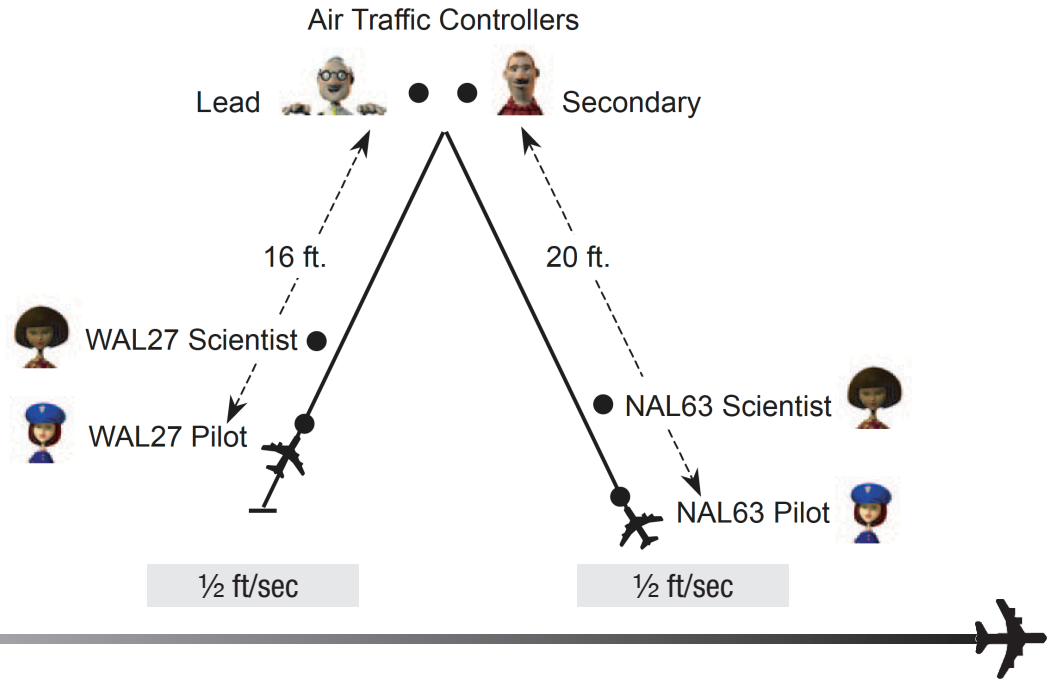 Air Traffic Controllers
Lead
Secondary
16 ft.
20 ft.
WAL27 Scientist
NAL63 Scientist
WAL27 Pilot
NAL63 Pilot
½ ft/sec
½ ft/sec